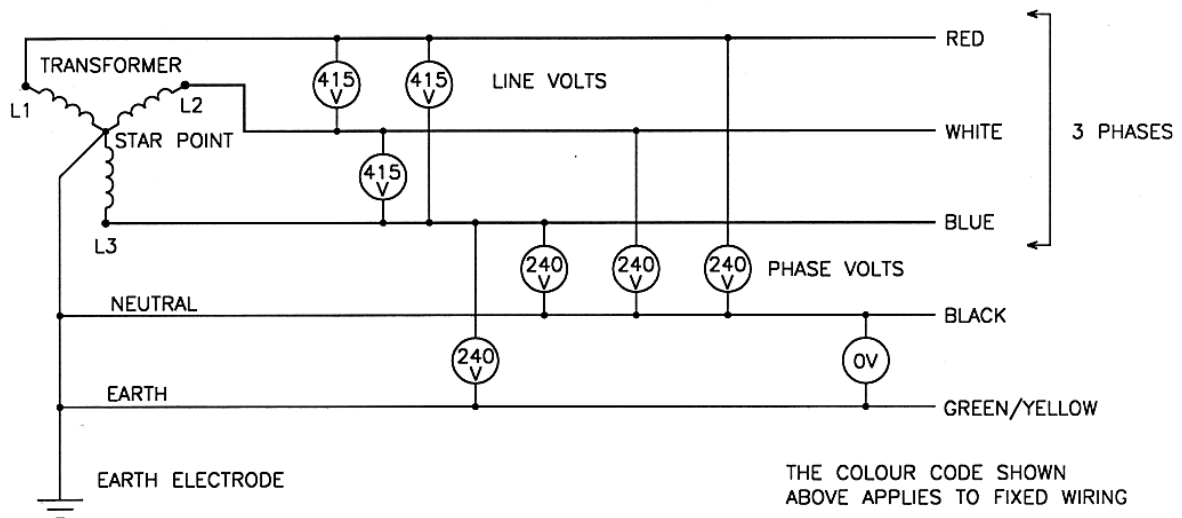 RED
TRANSFORMER
415 V
415 V
LINE VOLTS
L1
L2
STAR POINT
WHITE
3 PHASES
415 V
L3
BLUE
240 V
240 V
240 V
PHASE VOLTS
NEUTRAL
BLACK
240 V
0V
EARTH
GREEN/YELLOW
EARTH ELECTRODE
THE COLOUR CODE SHOWN
ABOVE APPLIES TO FIXED WIRING